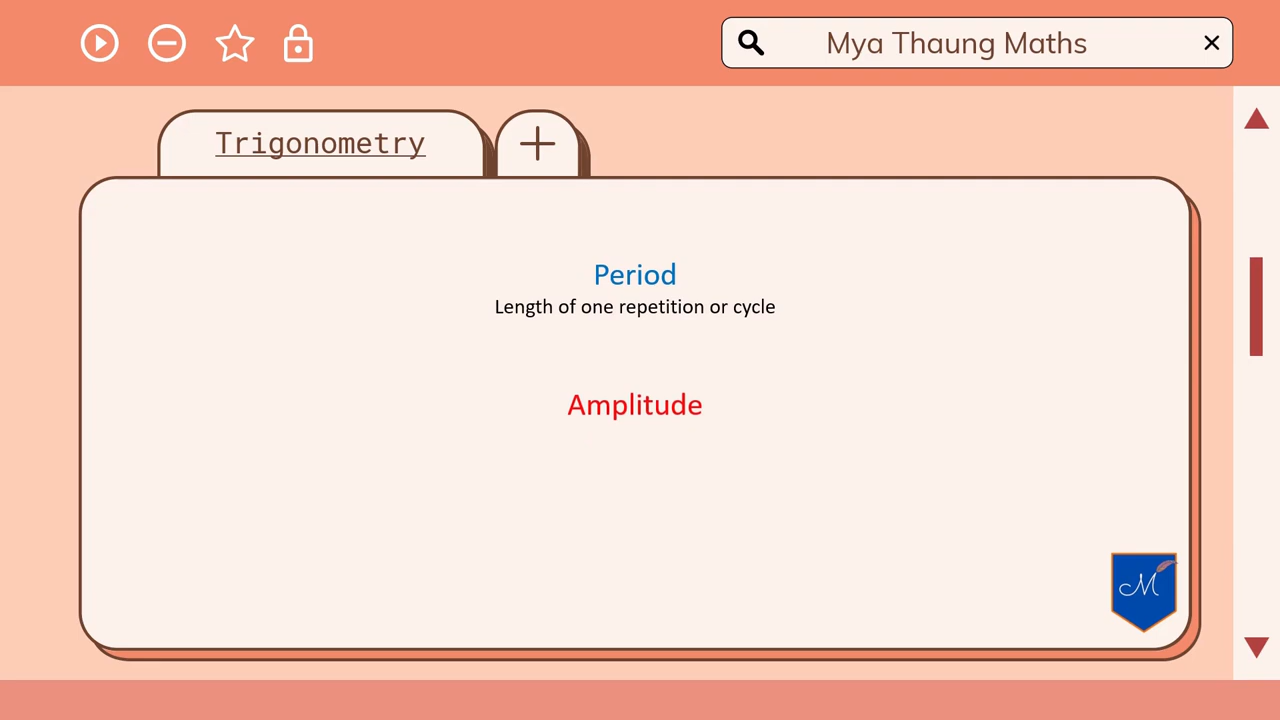 Mya Thaung Maths
Trigonometry
Period
Length of one repetition or cycle
Amplitude
M